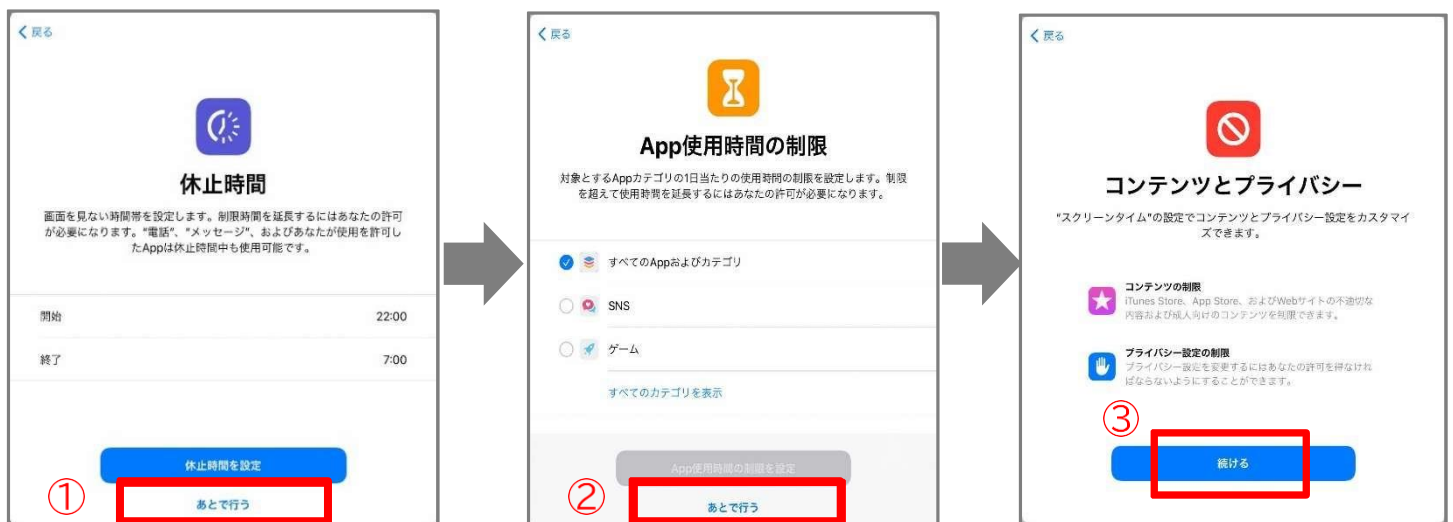 戻る
休止時間
画面を見ない時間帯を設定します。制限時間を延長するにはあなたの許可
が必要になります。"電話"、"メッセージ"、およびあなたが使用を許可し
たAppは休止時間中も使用可能です。
開始 22:00
終了 7:00
休止時間を設定
① あとで行う
戻る
App使用時間の制限
対象とするAppカテゴリの1日当たりの使用時間の制限を設定します。制限
を超えて使用時間を延長するにはあなたの許可が必要になります。
すべてのAppおよびカテゴリ
SNS
ゲーム
すべてのカテゴリを表示
App使用時間の制限を設定
② あとで行う
戻る
コンテンツとプライバシー
"スクリーンタイム"の設定でコンテンツとプライバシー設定をカスタマイ
ズできます。
コンテンツの制限
iTunes Store、App Store、およびWebサイトの不適切な
内容および成人向けのコンテンツを制限できます。
プライバシー設定の制限
プライバシー設定を変更するにはあなたの許可を得なけれ
ばならないようにすることができます。
③
続ける